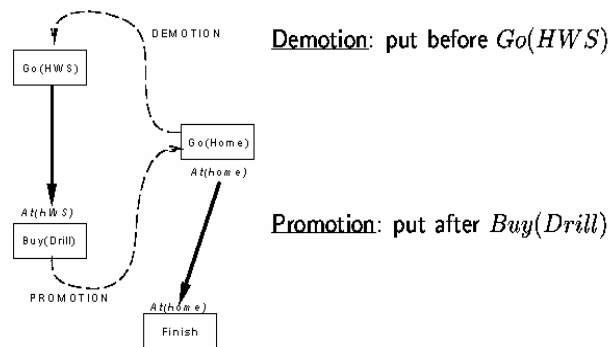 DEMOTION
Demotion: put before Go(HWS)
Go(HWS)
Go(Home)
At(home)
At(hWS)
Buy(Drill)
Promotion: put after Buy(Drill)
PROMOTION
At(home)
Finish